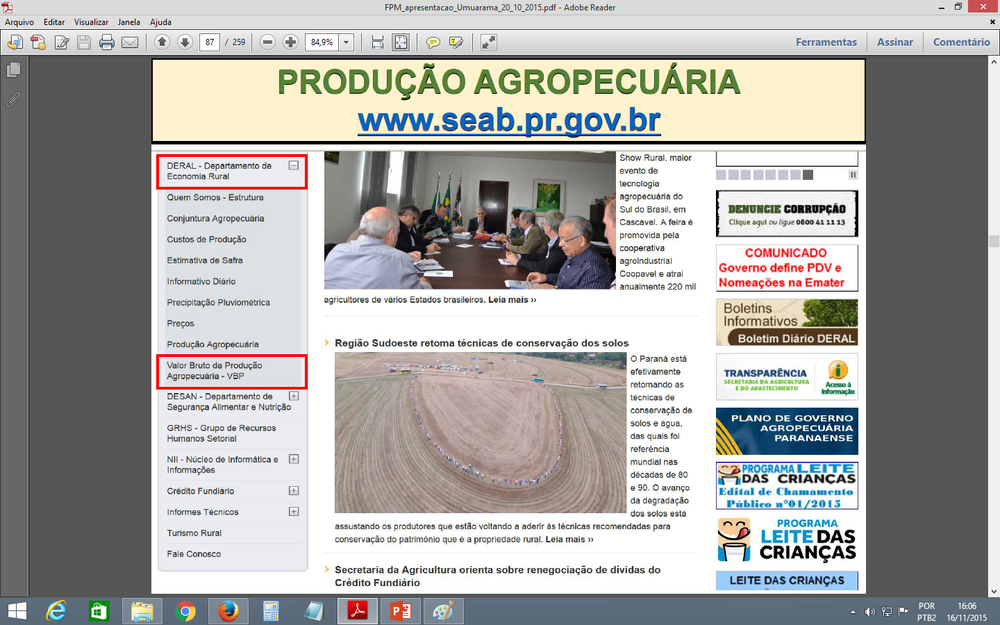 FPM_apresentacao_Umuarama_20_10_2015.pdf - Adobe Reader
Arquivo Editar Visualizar Janela Ajuda
87 / 259 84,9% Ferramentas Assinar Comentário
PRODUÇÃO AGROPECUÁRIA
www.seab.pr.gov.br
DERAL - Departamento de
Economia Rural
Quem Somos - Estrutura
Conjuntura Agropecuária
Custos de Produção
Estimativa de Safra
Informativo Diário
Precipitação Pluviométrica
Preços
Produção Agropecuária
Valor Bruto da Produção
Agropecuária - VBP
DESAN - Departamento de
Segurança Alimentar e Nutrição
GRHS - Grupo de Recursos
Humanos Setorial
NII - Núcleo de Informática e
Informações
Crédito Fundiário
Informes Técnicos
Turismo Rural
Fale Conosco
Show Rural, maior
evento de
tecnologia
agropecuária do
Sul do Brasil, em
Cascavel. A feira é
promovida pela
cooperativa
agroindustrial
Coopavel e atrai
anualmente 220 mil
agricultores de vários Estados brasileiros. Leia mais ››
Região Sudoeste retoma técnicas de conservação dos solos
O Paraná está
efetivamente
retomando as
técnicas de
conservação de
solos e água,
das quais foi
referência
mundial nas
décadas de 80
e 90. O avanço
da degradação
dos solos está
assustando os produtores que estão voltando a aderir às técnicas recomendadas para
conservação do patrimônio que é a propriedade rural. Leia mais ››
Secretaria da Agricultura orienta sobre renegociação de dívidas do
Crédito Fundiário
DENUNCIE CORRUPÇÃO
Clique aqui ou ligue 0800 41 11 13
COMUNICADO
Governo define PDV e
Nomeações na Emater
Boletins
Informativos
Boletim Diário DERAL
TRANSPARÊNCIA
SECRETARIA DA AGRICULTURA
E DO ABASTECIMENTO
Acesso à
Informação
PLANO DE GOVERNO
AGROPECUÁRIA
PARANAENSE
PROGRAMA LEITE
DAS CRIANÇAS
Edital de Chamamento
Público n°01/2015
PROGRAMA
LEITE DAS
CRIANÇAS
LEITE DAS CRIANÇAS
POR
PTB2
16:06
16/11/2015